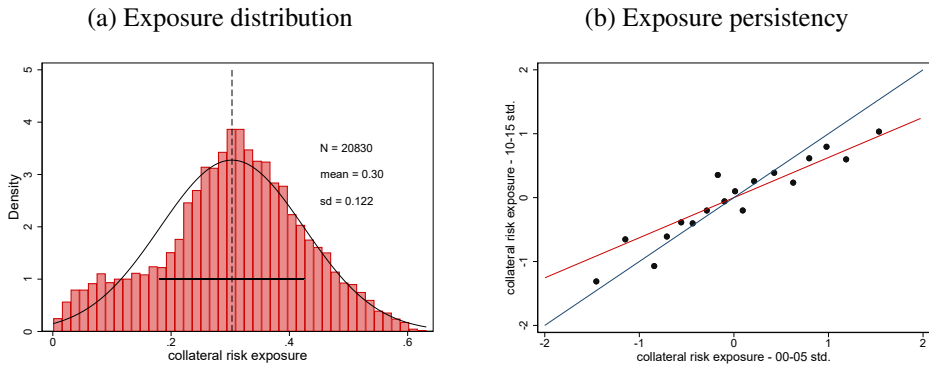 (a) Exposure distribution
Density
5
4
3
2
1
0
N = 20830
mean = 0.30
sd = 0.122
0 .2 .4 .6
collateral risk exposure
(b) Exposure persistency
collateral risk exposure - 10-15 std.
2
1
0
-1
-2
-2 -1 0 1 2
collateral risk exposure - 00-05 std.